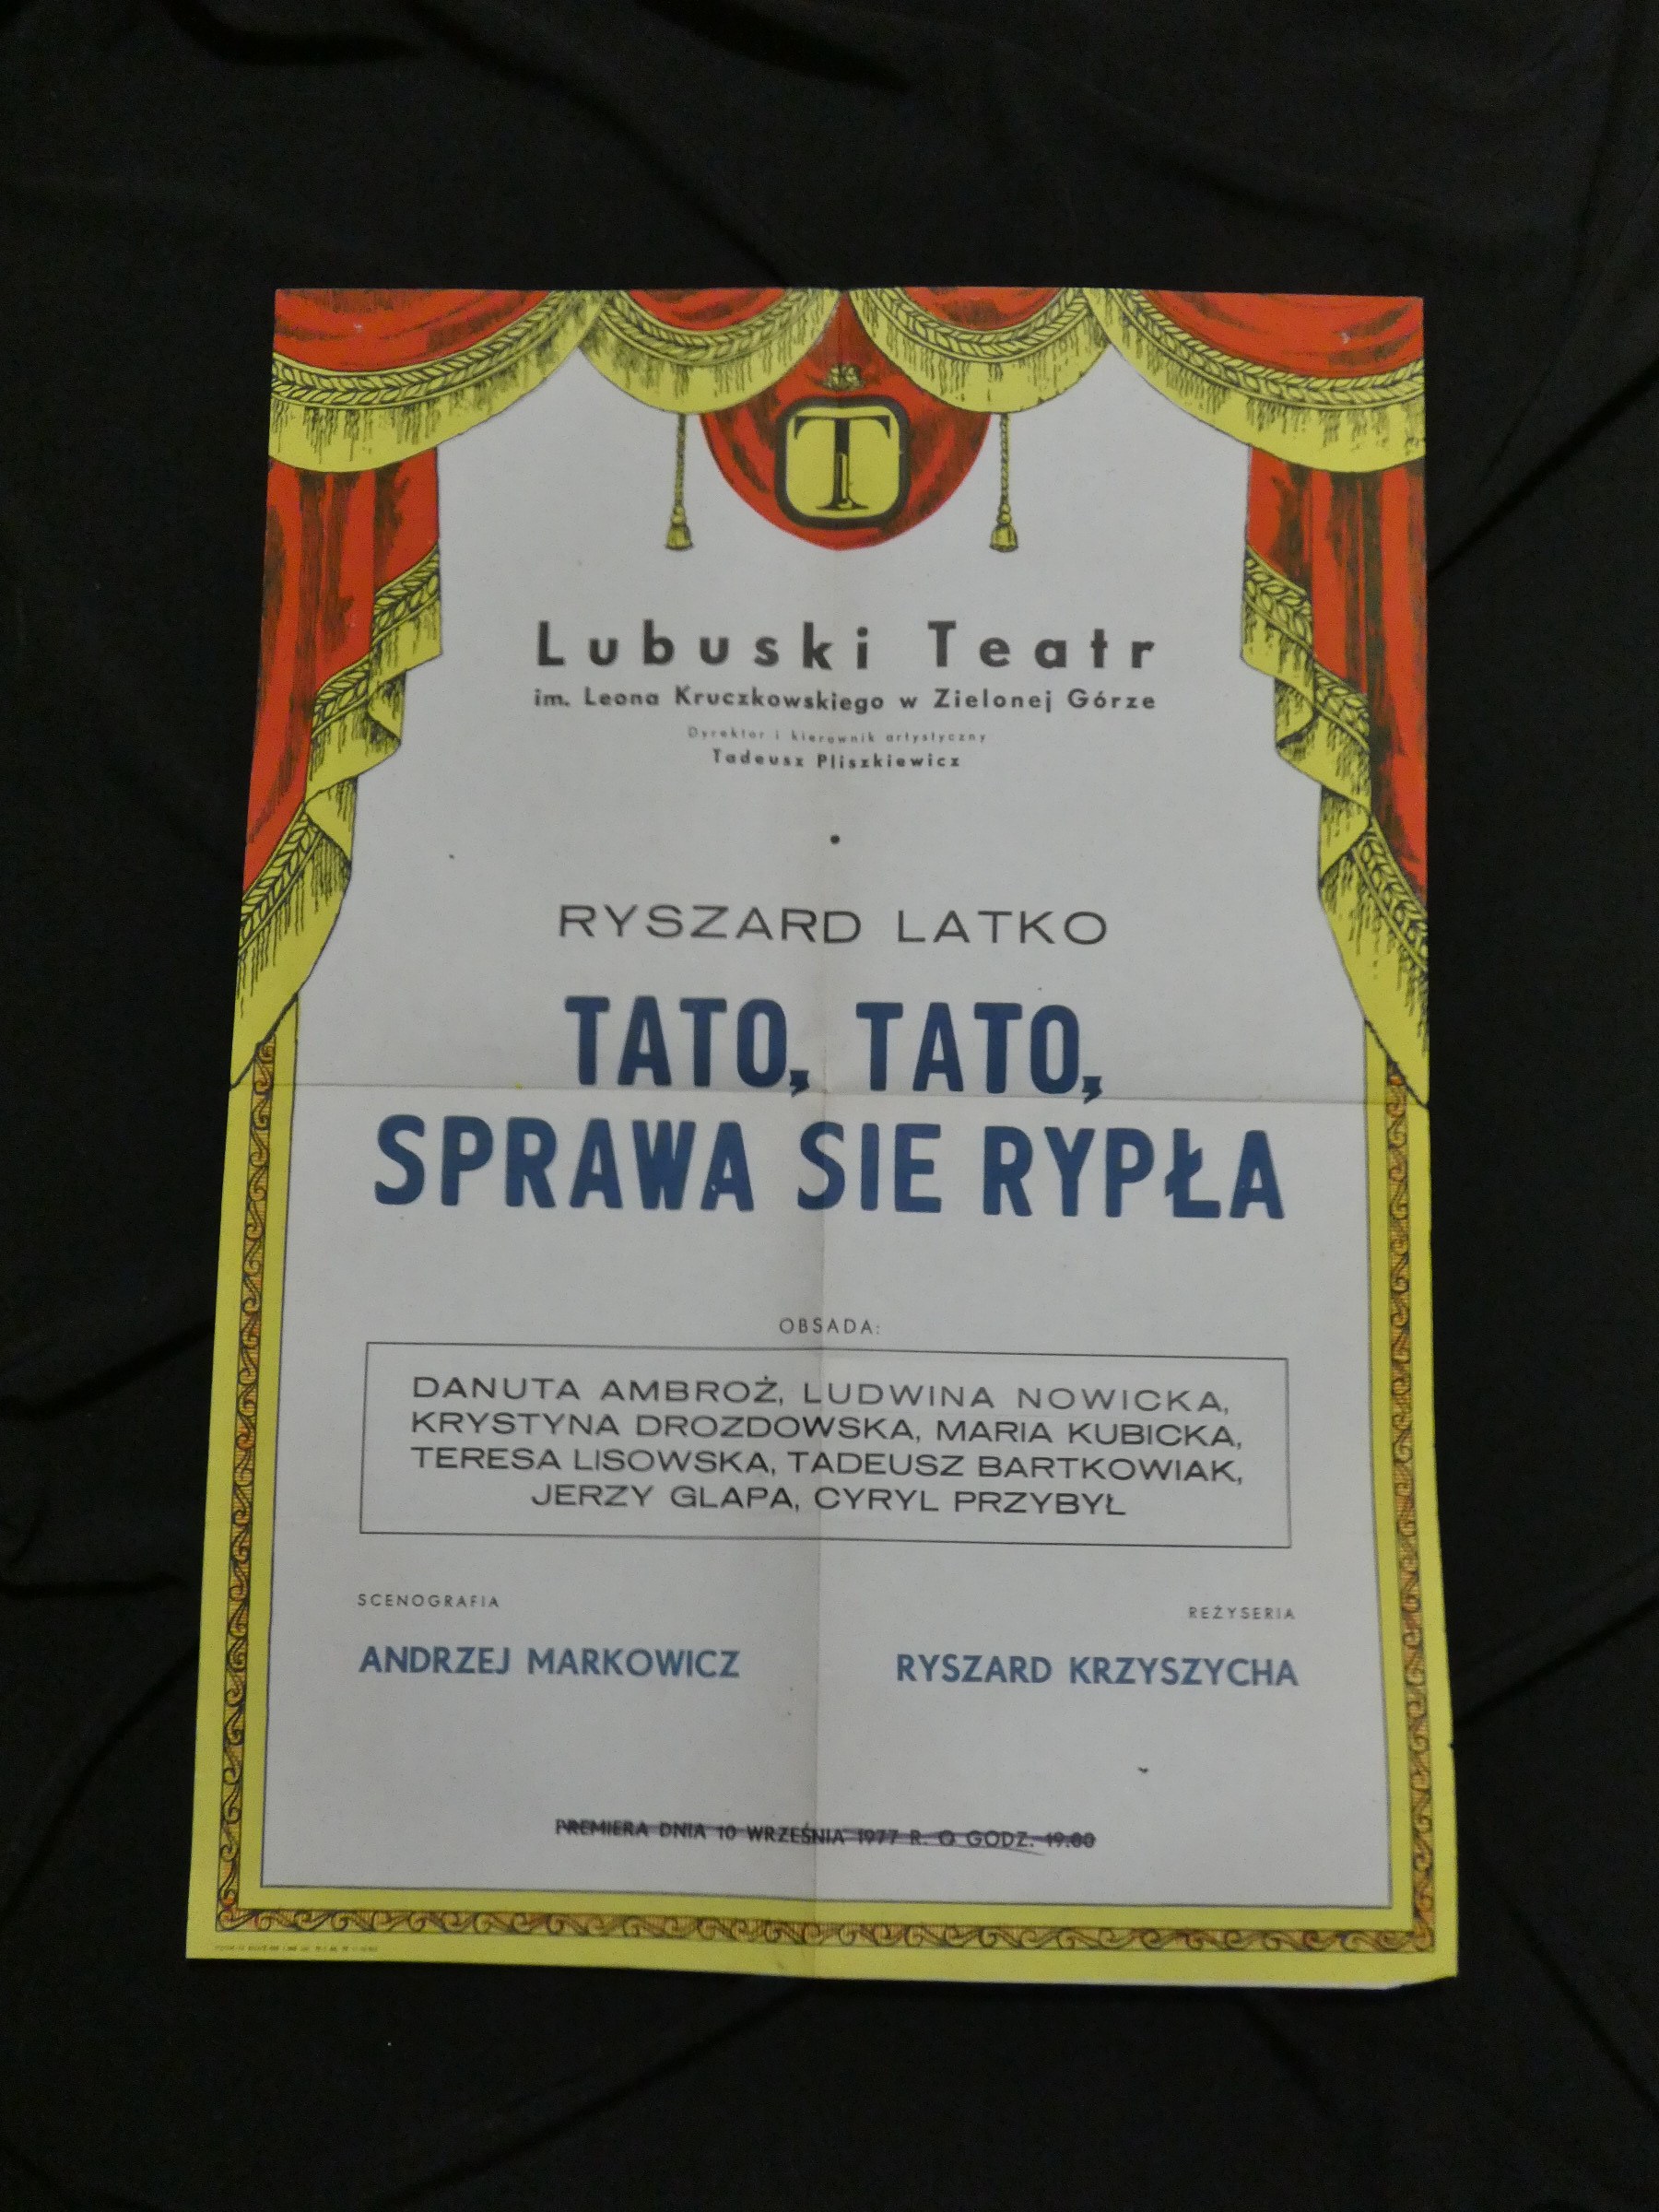 T
Lubuski Teatr
im. Leona Kruczkowskiego w Zielonej Górze
Dyrektor i kierownik artystyczny
Tadeusz Pliszkiewicz
RYSZARD LATKO
TATO, TATO,
SPRAWA SIE RYPŁA
OBSADA:
DANUTA AMBROŻ, LUDWINA NOWICKA,
KRYSTYNA DROZDOWSKA, MARIA KUBICKA,
TERESA LISOWSKA, TADEUSZ BARTKOWIAK,
JERZY GLAPA, CYRYL PRZYBYŁ
SCENOGRAFIA
REŻYSERIA
ANDRZEJ MARKOWICZ
RYSZARD KRZYSZYCHA
PREMIERA DNIA 10 WRZEŚNIA 1977 R. O GODZ. 19.00